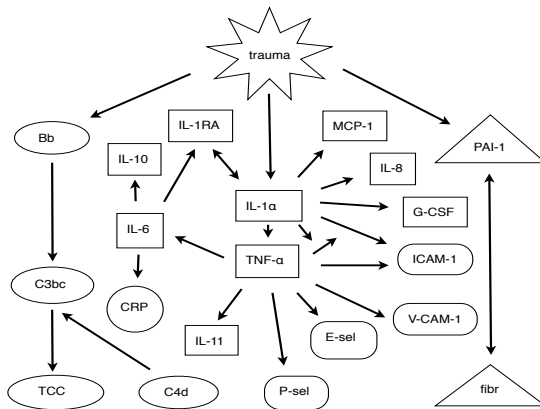 trauma
IL-1RA
MCP-1
Bb
IL-10
IL-8
PAI-1
IL-1α
G-CSF
IL-6
TNF-α
ICAM-1
C3bc
CRP
V-CAM-1
IL-11
E-sel
TCC
C4d
P-sel
fibr